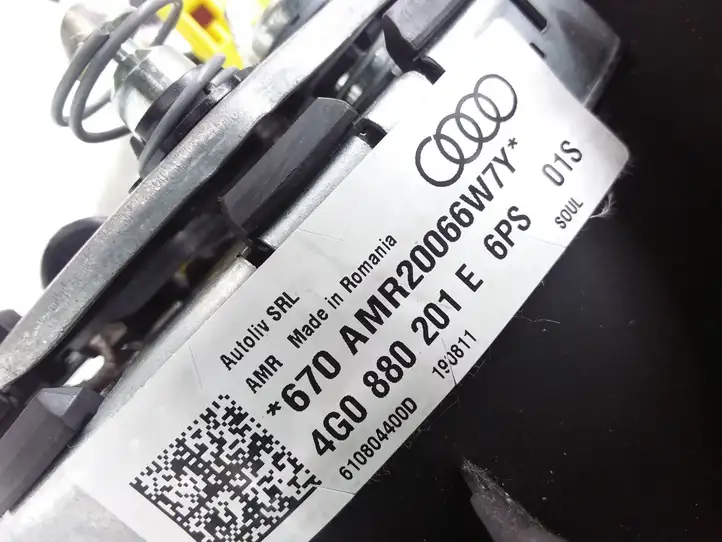 Autoliv SRL
AMR Made in Romania
*670 AMR20066W7Y*
4G0 880 201 E 6PS 01S
610804400D 190811 SOUL